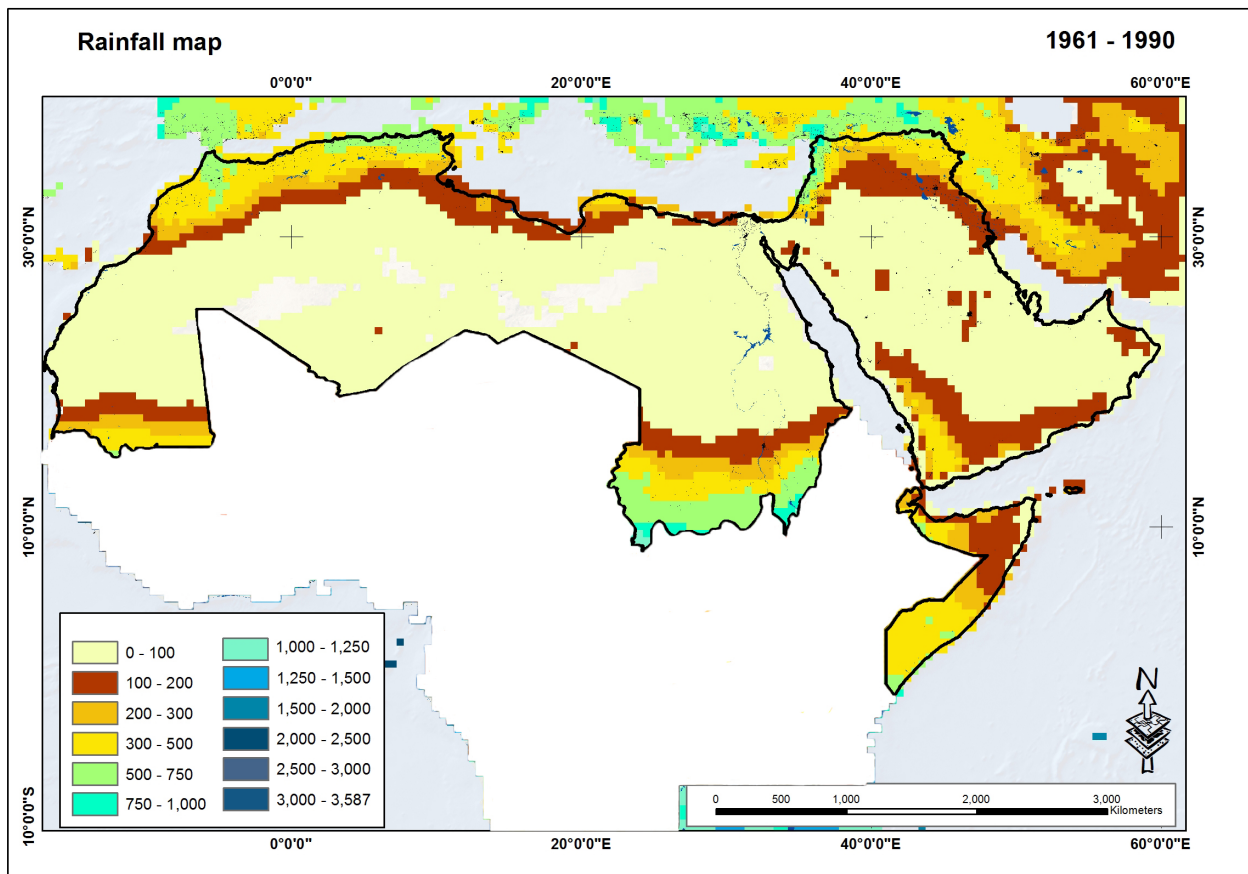 Rainfall map
1961 - 1990
0°0'0"
20°0'0"E
40°0'0"E
60°0'0"E
30°0'0"N
30°0'0"N
10°0'0"N
10°0'0"N
10°0'0"S
10°0'0"S
0 - 100
100 - 200
200 - 300
300 - 500
500 - 750
750 - 1,000
1,000 - 1,250
1,250 - 1,500
1,500 - 2,000
2,000 - 2,500
2,500 - 3,000
3,000 - 3,587
N
0 500 1,000 2,000 3,000
Kilometers
0°0'0"
20°0'0"E
40°0'0"E
60°0'0"E